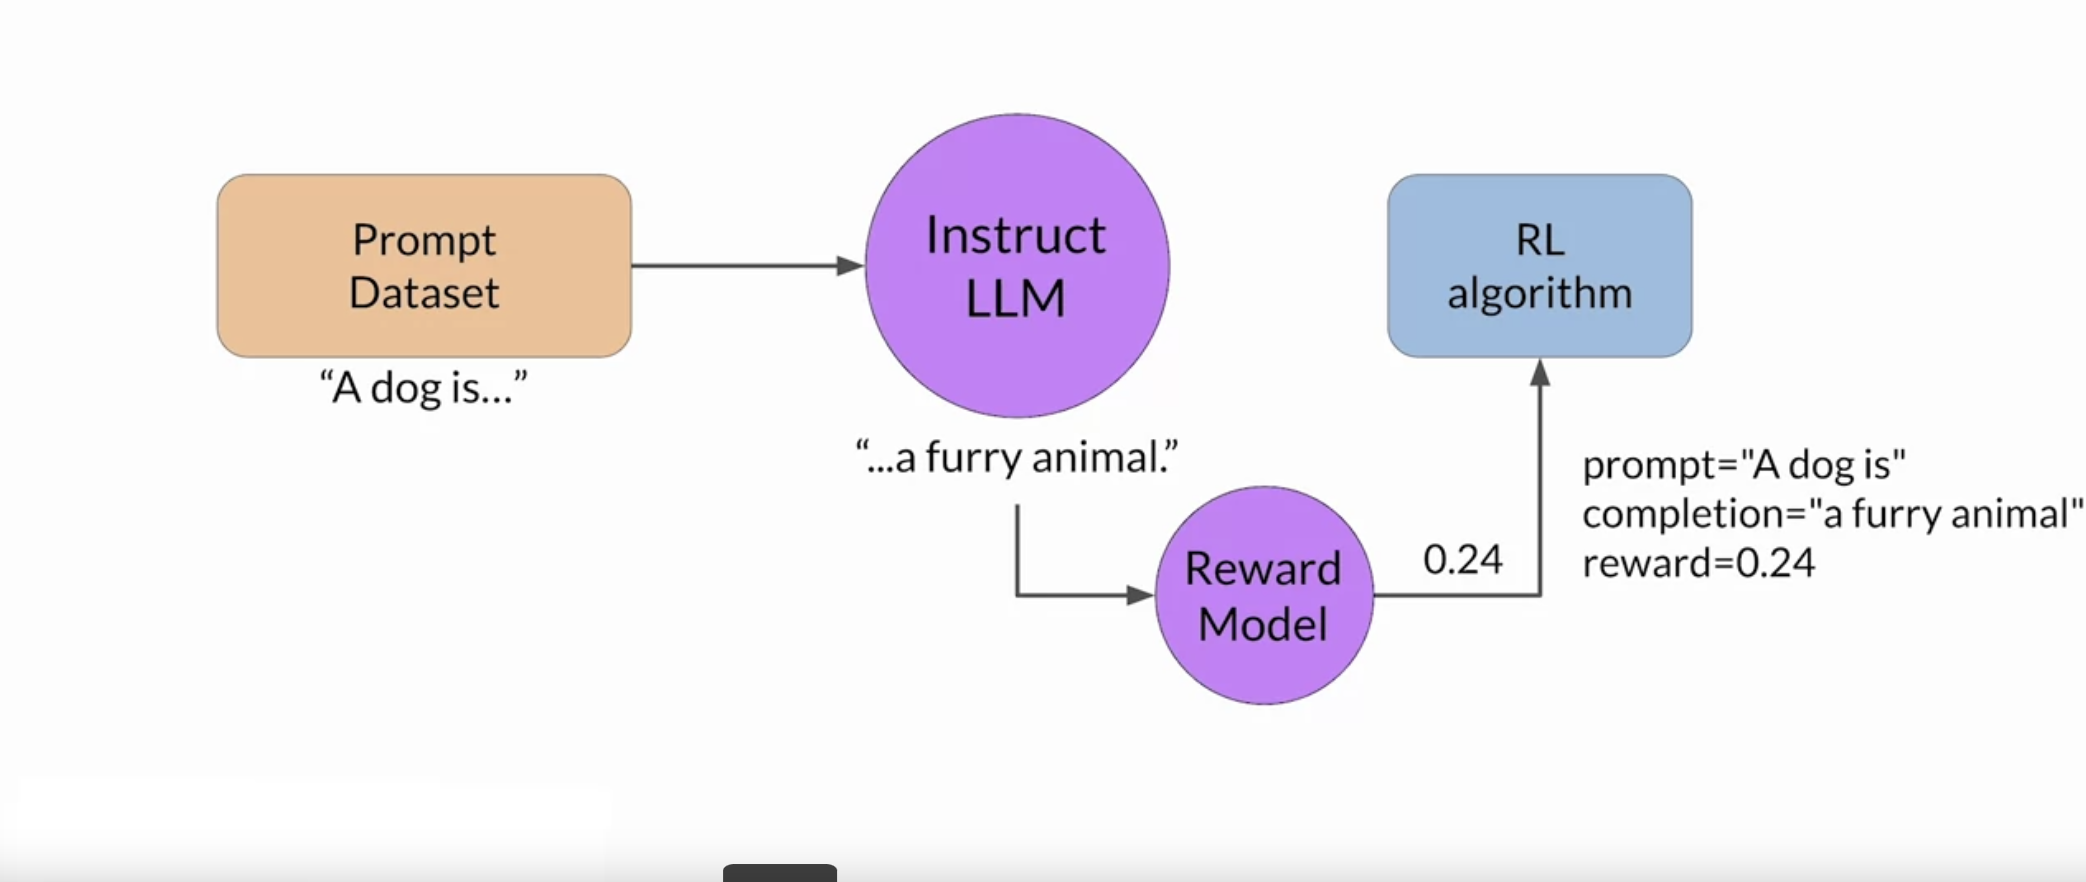 Prompt
Dataset
“A dog is...”
Instruct
LLM
“...a furry animal.”
Reward
Model
0.24
RL
algorithm
prompt="A dog is"
completion="a furry animal"
reward=0.24